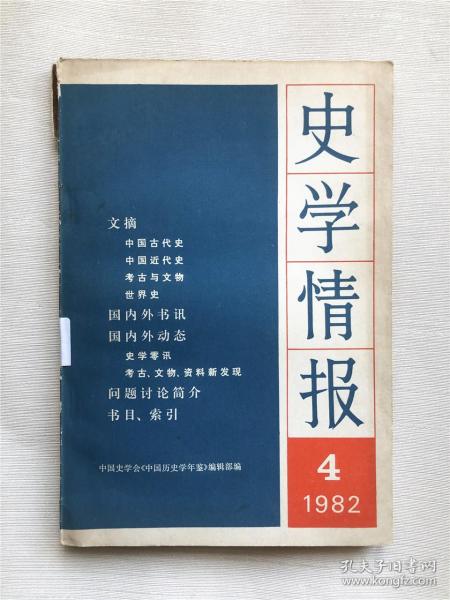 史学情报
4
1982
文摘
中国古代史
中国近代史
考古与文物
世界史
国内外书讯
国内外动态
史学零讯
考古、文物、资料新发现
问题讨论简介
书目、索引
中国史学会《中国历史学年鉴》编辑部编
孔夫子旧书网
kongfz.com